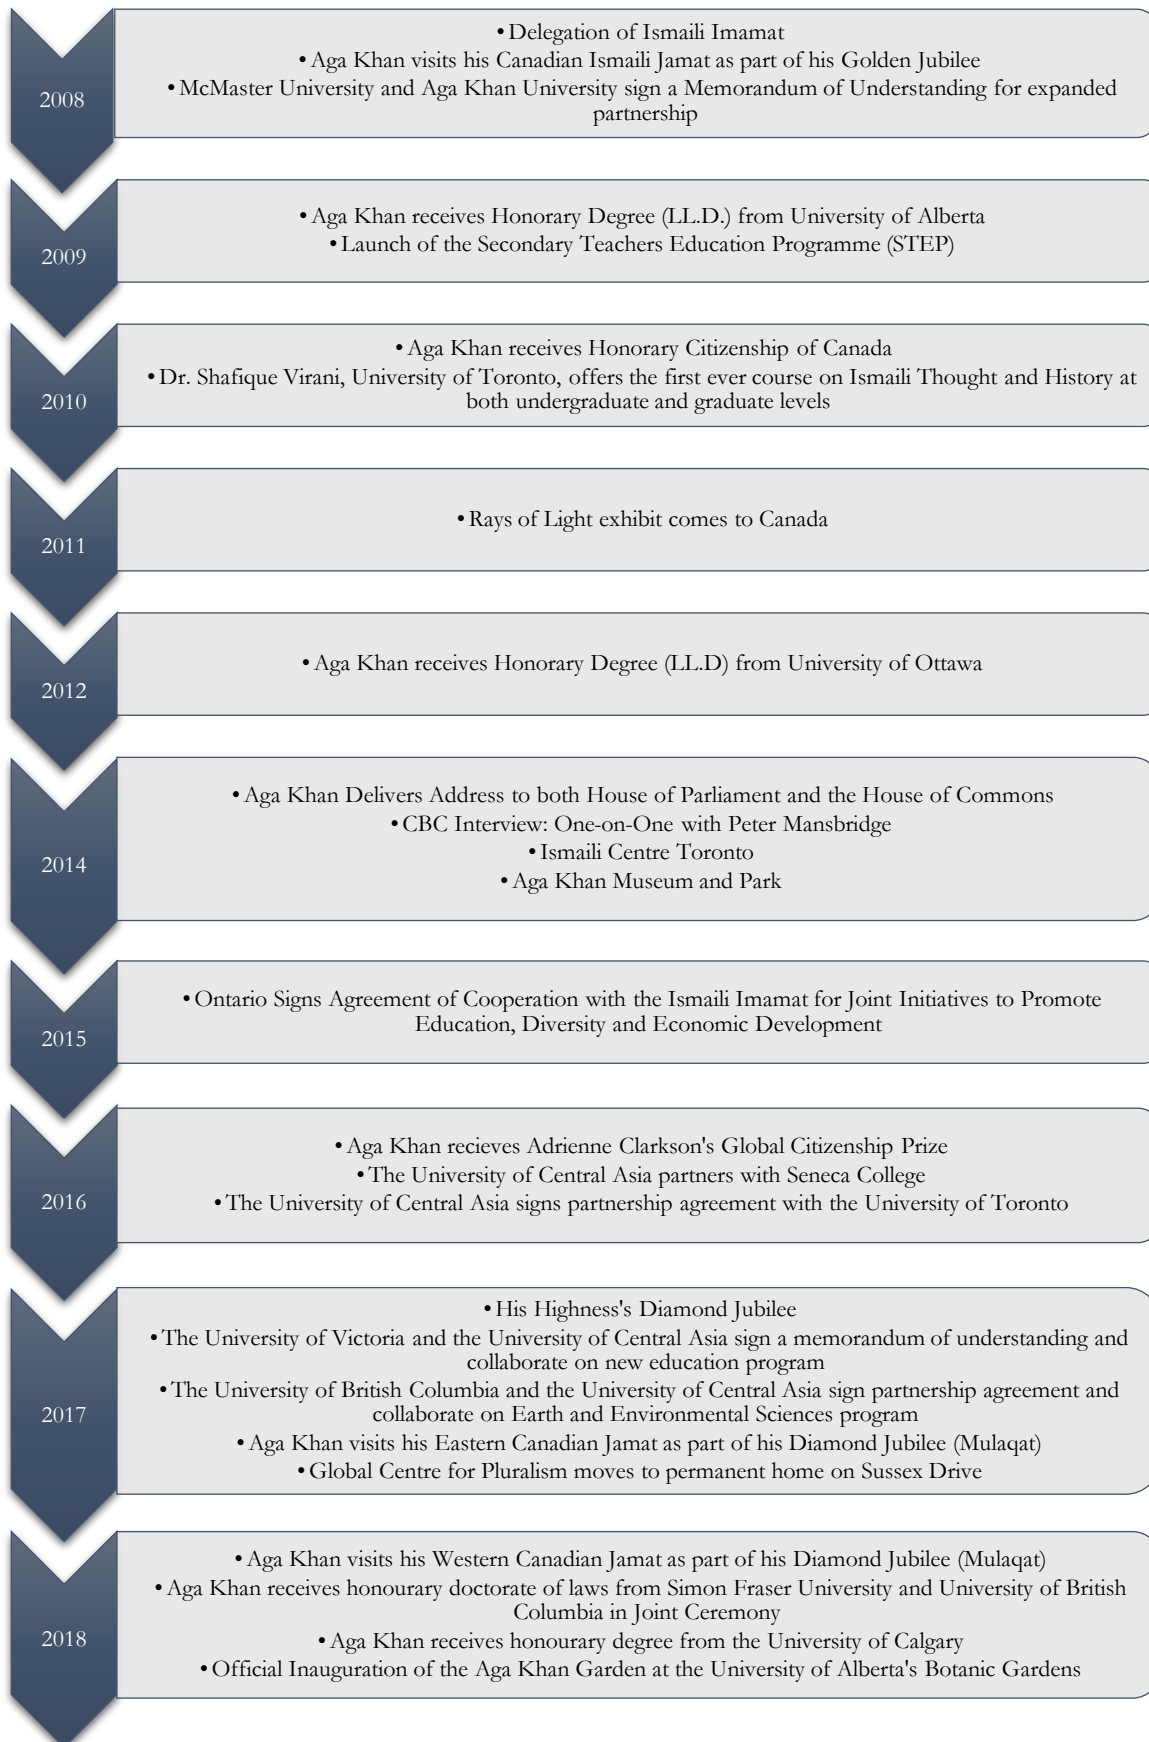 2008
•Delegation of Ismaili Imamat
•Aga Khan visits his Canadian Ismaili Jamat as part of his Golden Jubilee
•McMaster University and Aga Khan University sign a Memorandum of Understanding for expanded
partnership
2009
•Aga Khan receives Honorary Degree (LL.D.) from University of Alberta
•Launch of the Secondary Teachers Education Programme (STEP)
2010
•Aga Khan receives Honorary Citizenship of Canada
•Dr. Shafique Virani, University of Toronto, offers the first ever course on Ismaili Thought and History at
both undergraduate and graduate levels
2011
•Rays of Light exhibit comes to Canada
2012
•Aga Khan receives Honorary Degree (LL.D) from University of Ottawa
2014
•Aga Khan Delivers Address to both House of Parliament and the House of Commons
•CBC Interview: One-on-One with Peter Mansbridge
•Ismaili Centre Toronto
•Aga Khan Museum and Park
2015
•Ontario Signs Agreement of Cooperation with the Ismaili Imamat for Joint Initiatives to Promote
Education, Diversity and Economic Development
2016
•Aga Khan recieves Adrienne Clarkson's Global Citizenship Prize
•The University of Central Asia partners with Seneca College
•The University of Central Asia signs partnership agreement with the University of Toronto
2017
•His Highness's Diamond Jubilee
•The University of Victoria and the University of Central Asia sign a memorandum of understanding and
collaborate on new education program
•The University of British Columbia and the University of Central Asia sign partnership agreement and
collaborate on Earth and Environmental Sciences program
•Aga Khan visits his Eastern Canadian Jamat as part of his Diamond Jubilee (Mulaqat)
•Global Centre for Pluralism moves to permanent home on Sussex Drive
2018
•Aga Khan visits his Western Canadian Jamat as part of his Diamond Jubilee (Mulaqat)
•Aga Khan receives honourary doctorate of laws from Simon Fraser University and University of British
Columbia in Joint Ceremony
•Aga Khan receives honourary degree from the University of Calgary
•Official Inauguration of the Aga Khan Garden at the University of Alberta's Botanic Gardens